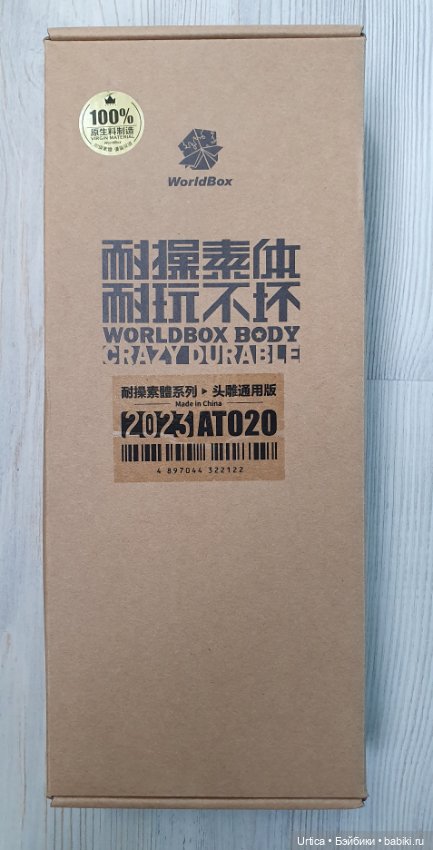 100%
原生料制造
VIRGIN MATERIAL
WorldBox
WorldBox
耐操素体
耐玩不坏
WORLDBOX BODY
CRAZY DURABLE
耐操素體系列 ▸ 头雕通用版
Made in China
2023 AT020
4 897044 322122
Urtica • Бэйбики • babiki.ru